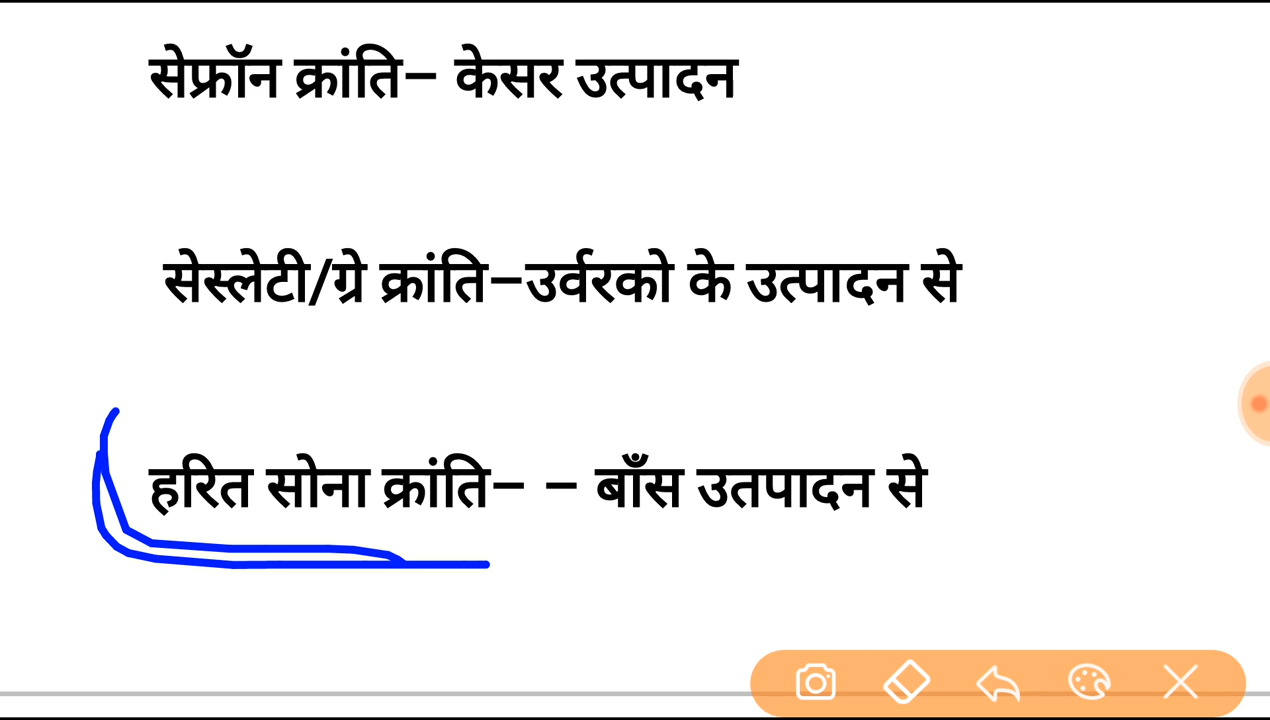 सेफ्रॉन क्रांति– केसर उत्पादन
सेस्लेटी/ग्रे क्रांति–उर्वरको के उत्पादन से
हरित सोना क्रांति– – बाँस उतपादन से